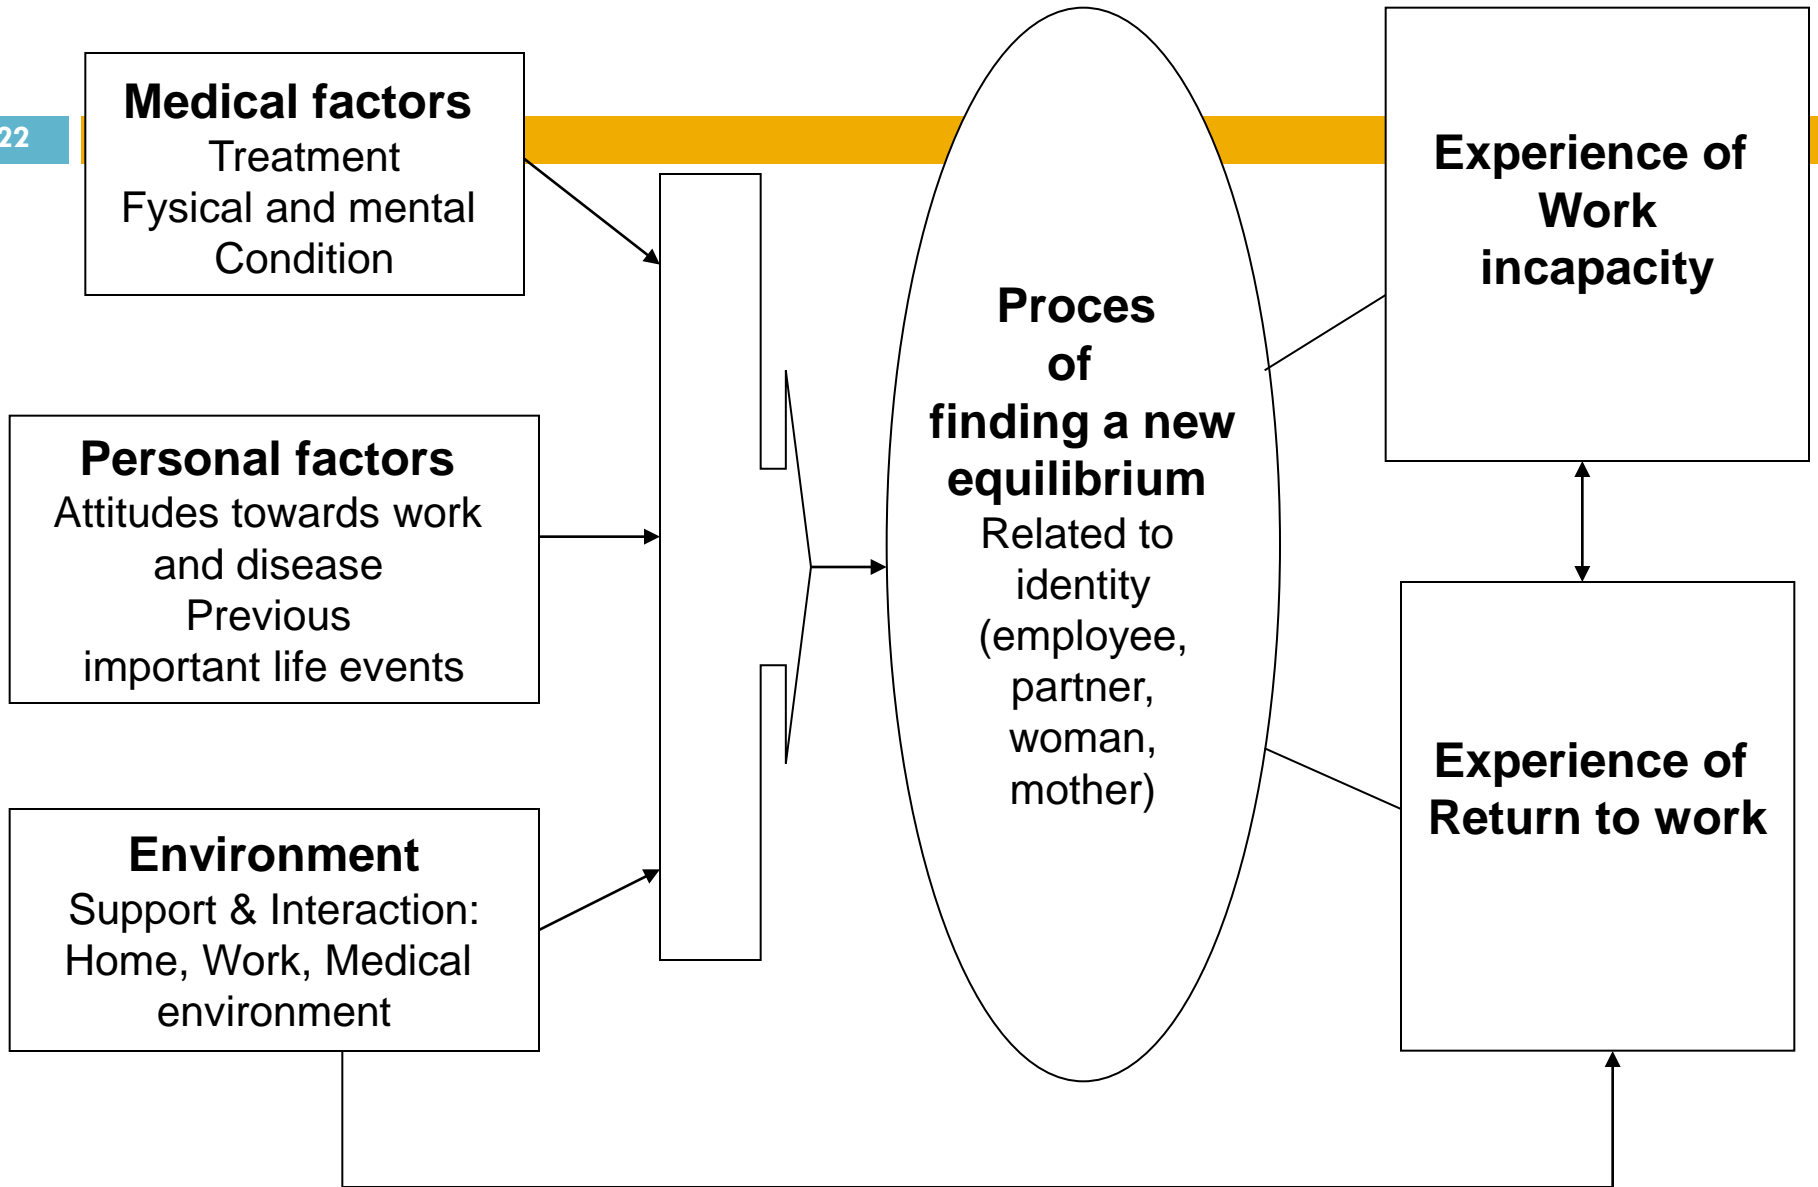 22
Medical factors
Treatment
Fysical and mental
Condition
Personal factors
Attitudes towards work
and disease
Previous
important life events
Environment
Support & Interaction:
Home, Work, Medical
environment
Proces
of
finding a new
equilibrium
Related to
identity
(employee,
partner,
woman,
mother)
Experience of
Work
incapacity
Experience of
Return to work